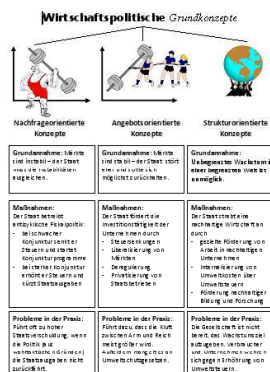 Wirtschaftspolitische Grundkonzepte
Nachfrageorientierte
Konzepte
Angebotsorientierte
Konzepte
Strukturorientierte
Konzepte
Grundannahme: Märkte
sind instabil – der Staat
muss die Instabilitäten
ausgleichen.
Grundannahme: Märkte
sind stabil – der Staat stört
eher und sollte sich
möglichst zurückhalten.
Grundannahme:
Unbegrenztes Wachstum in
einer begrenzten Welt ist
unmöglich.
Maßnahmen:
Der Staat betreibt
antizyklische Fiskalpolitik:
- bei schwacher
Konjunktur senkt er
Steuern und startet
Konjunkturprogramme
- bei starker Konjunktur
erhöht er Steuern und
kürzt Staatsausgaben
Maßnahmen:
Der Staat fördert die
Investitionstätigkeit der
Unternehmen durch
- Steuersenkungen
- Liberalisierung von
Märkten
- Deregulierung
- Privatisierung von
Staatsbetrieben
Maßnahmen:
Der Staat strebt eine
nachhaltige Wirtschaft an
durch
- gezielte Förderung von
Arbeit in nachhaltigen
Unternehmen
- Internalisierung von
Umweltkosten über
Umweltsteuern
- Förderung nachhaltiger
Bildung und Forschung
Probleme in der Praxis:
Führt oft zu hoher
Staatsverschuldung, wenn
die Politik (aus
wahltaktischen Gründen)
die Staatsausgaben nicht
zurückfährt.
Probleme in der Praxis:
Führt dazu, dass die Kluft
zwischen Arm und Reich
meist größer wird.
Außerdem mangelt es an
Umweltschutzgesetzen.
Probleme in der Praxis:
Die Gesellschaft ist nicht
bereit, das Wachstumsziel
aufzugeben. Verbraucher
und Unternehmen wehren
sich gegen Erhöhung von
Umweltsteuern.